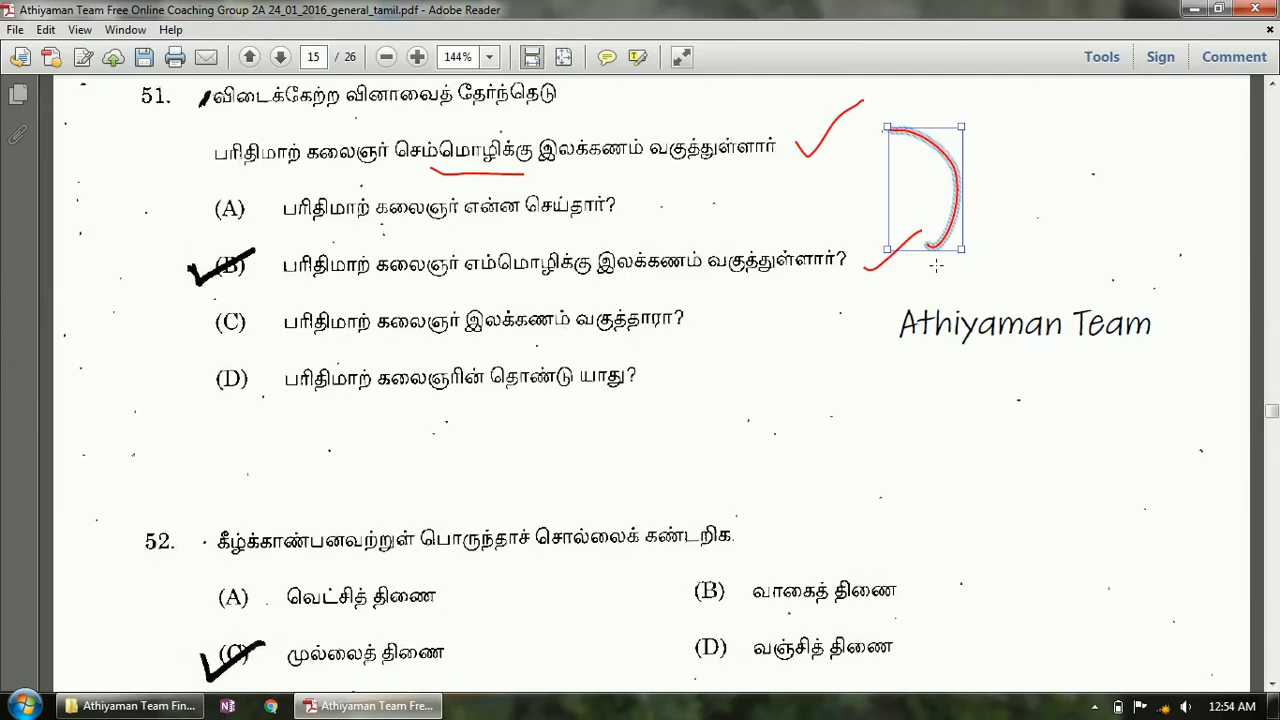 Athiyaman Team Free Online Coaching Group 2A 24_01_2016_general_tamil.pdf - Adobe Reader
File Edit View Window Help
15 / 26 144% Tools Sign Comment
51. விடைக்கேற்ற வினாவைத் தேர்ந்தெடு
பரிதிமாற் கலைஞர் செம்மொழிக்கு இலக்கணம் வகுத்துள்ளார்
(A) பரிதிமாற் கலைஞர் என்ன செய்தார்?
(B) பரிதிமாற் கலைஞர் எம்மொழிக்கு இலக்கணம் வகுத்துள்ளார்?
Athiyaman Team
(C) பரிதிமாற் கலைஞர் இலக்கணம் வகுத்தாரா?
(D) பரிதிமாற் கலைஞரின் தொண்டு யாது?
52. கீழ்க்காண்பனவற்றுள் பொருந்தாச் சொல்லைக் கண்டறிக.
(A) வெட்சித் திணை (B) வாகைத் திணை
(C) முல்லைத் திணை (D) வஞ்சித் திணை
Athiyaman Team Fin... Athiyaman Team Fre... 12:54 AM